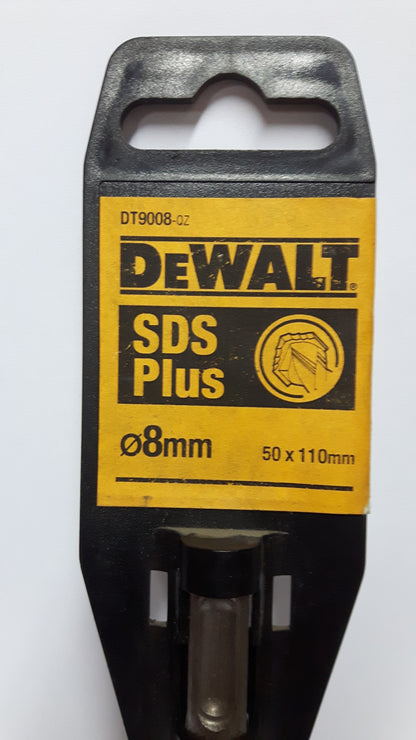 DT9008-QZ
DEWALT®
SDS
Plus
ø8mm
50 x 110mm